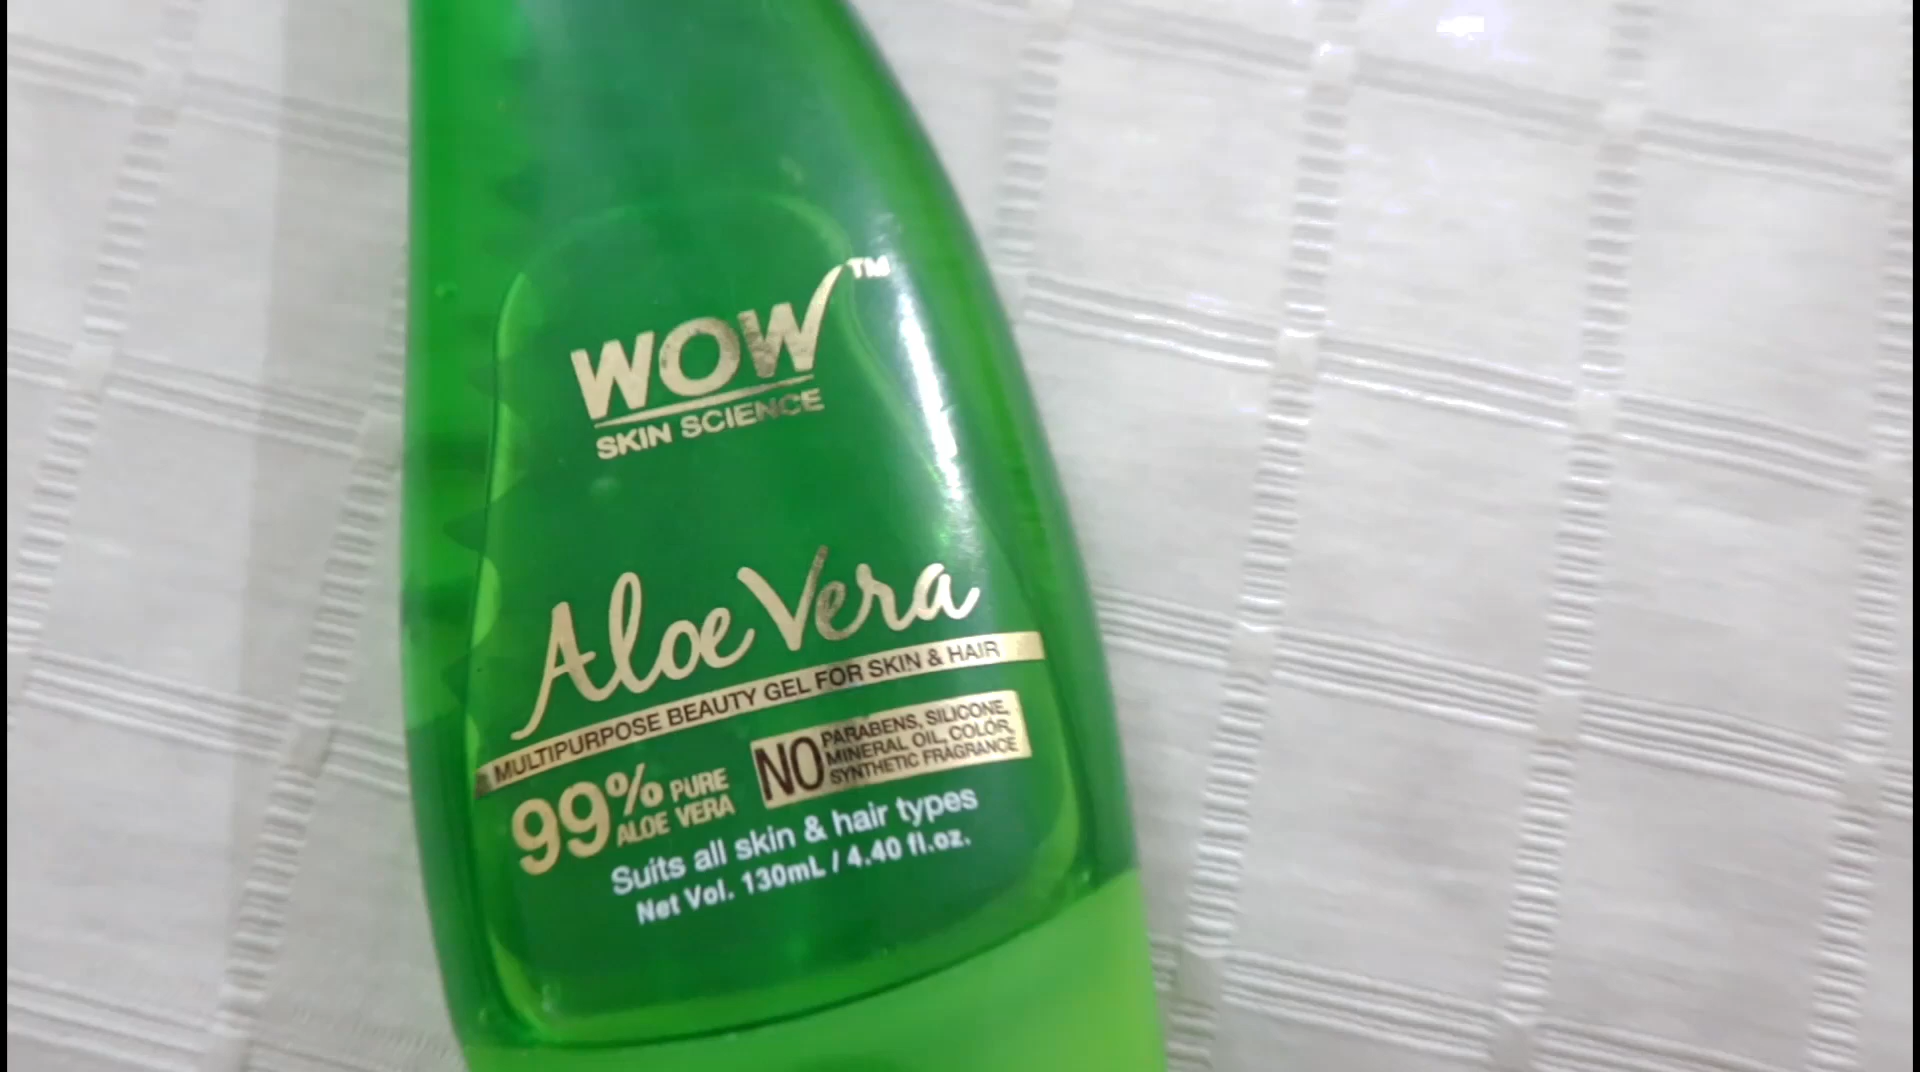 WOW™
SKIN SCIENCE
Aloe Vera
MULTIPURPOSE BEAUTY GEL FOR SKIN & HAIR
99% PURE
ALOE VERA
NO PARABENS, SILICONE,
MINERAL OIL, COLOR,
SYNTHETIC FRAGRANCE
Suits all skin & hair types
Net Vol. 130mL / 4.40 fl.oz.